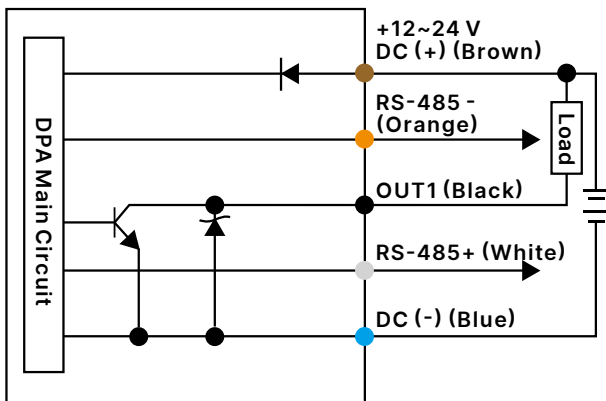 +12~24 V
DC (+) (Brown)
RS-485 -
(Orange)
Load
DPA Main Circuit
OUT1 (Black)
RS-485+ (White)
DC (-) (Blue)